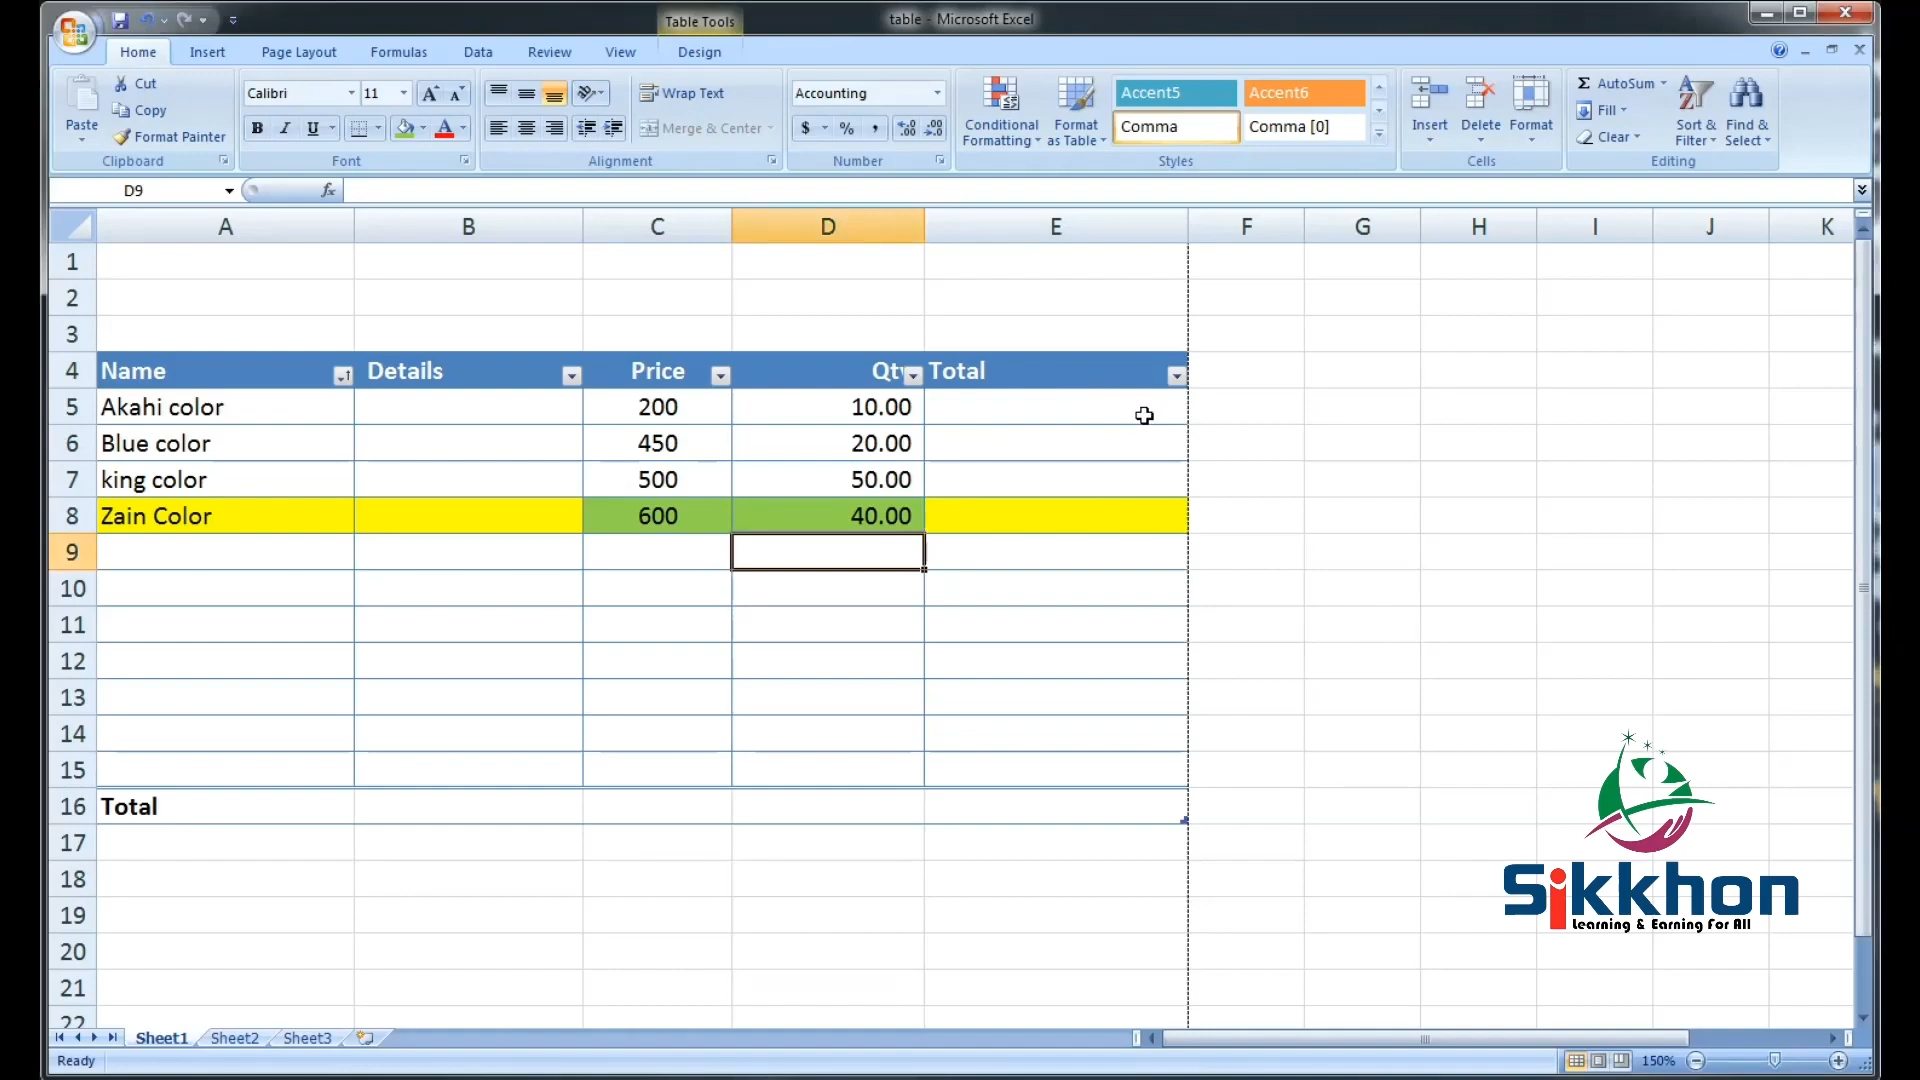 Table Tools
table - Microsoft Excel
Home Insert Page Layout Formulas Data Review View Design
Paste
Cut
Copy
Format Painter
Clipboard
Calibri 11
B I U
Font
Wrap Text
Merge & Center
Alignment
Accounting
$ % ,
Number
Conditional Formatting
Format as Table
Accent5 Accent6
Comma Comma [0]
Styles
Insert Delete Format
Cells
Σ AutoSum
Fill
Clear
Sort & Filter
Find & Select
Editing
D9 fx
A B C D E F G H I J K
1
2
3
4 Name Details Price Qty Total
5 Akahi color 200 10.00
6 Blue color 450 20.00
7 king color 500 50.00
8 Zain Color 600 40.00
9
10
11
12
13
14
15
16 Total
17
18
19
20
21
22
Sikkhon
Learning & Earning For All
Sheet1 Sheet2 Sheet3
Ready 150%